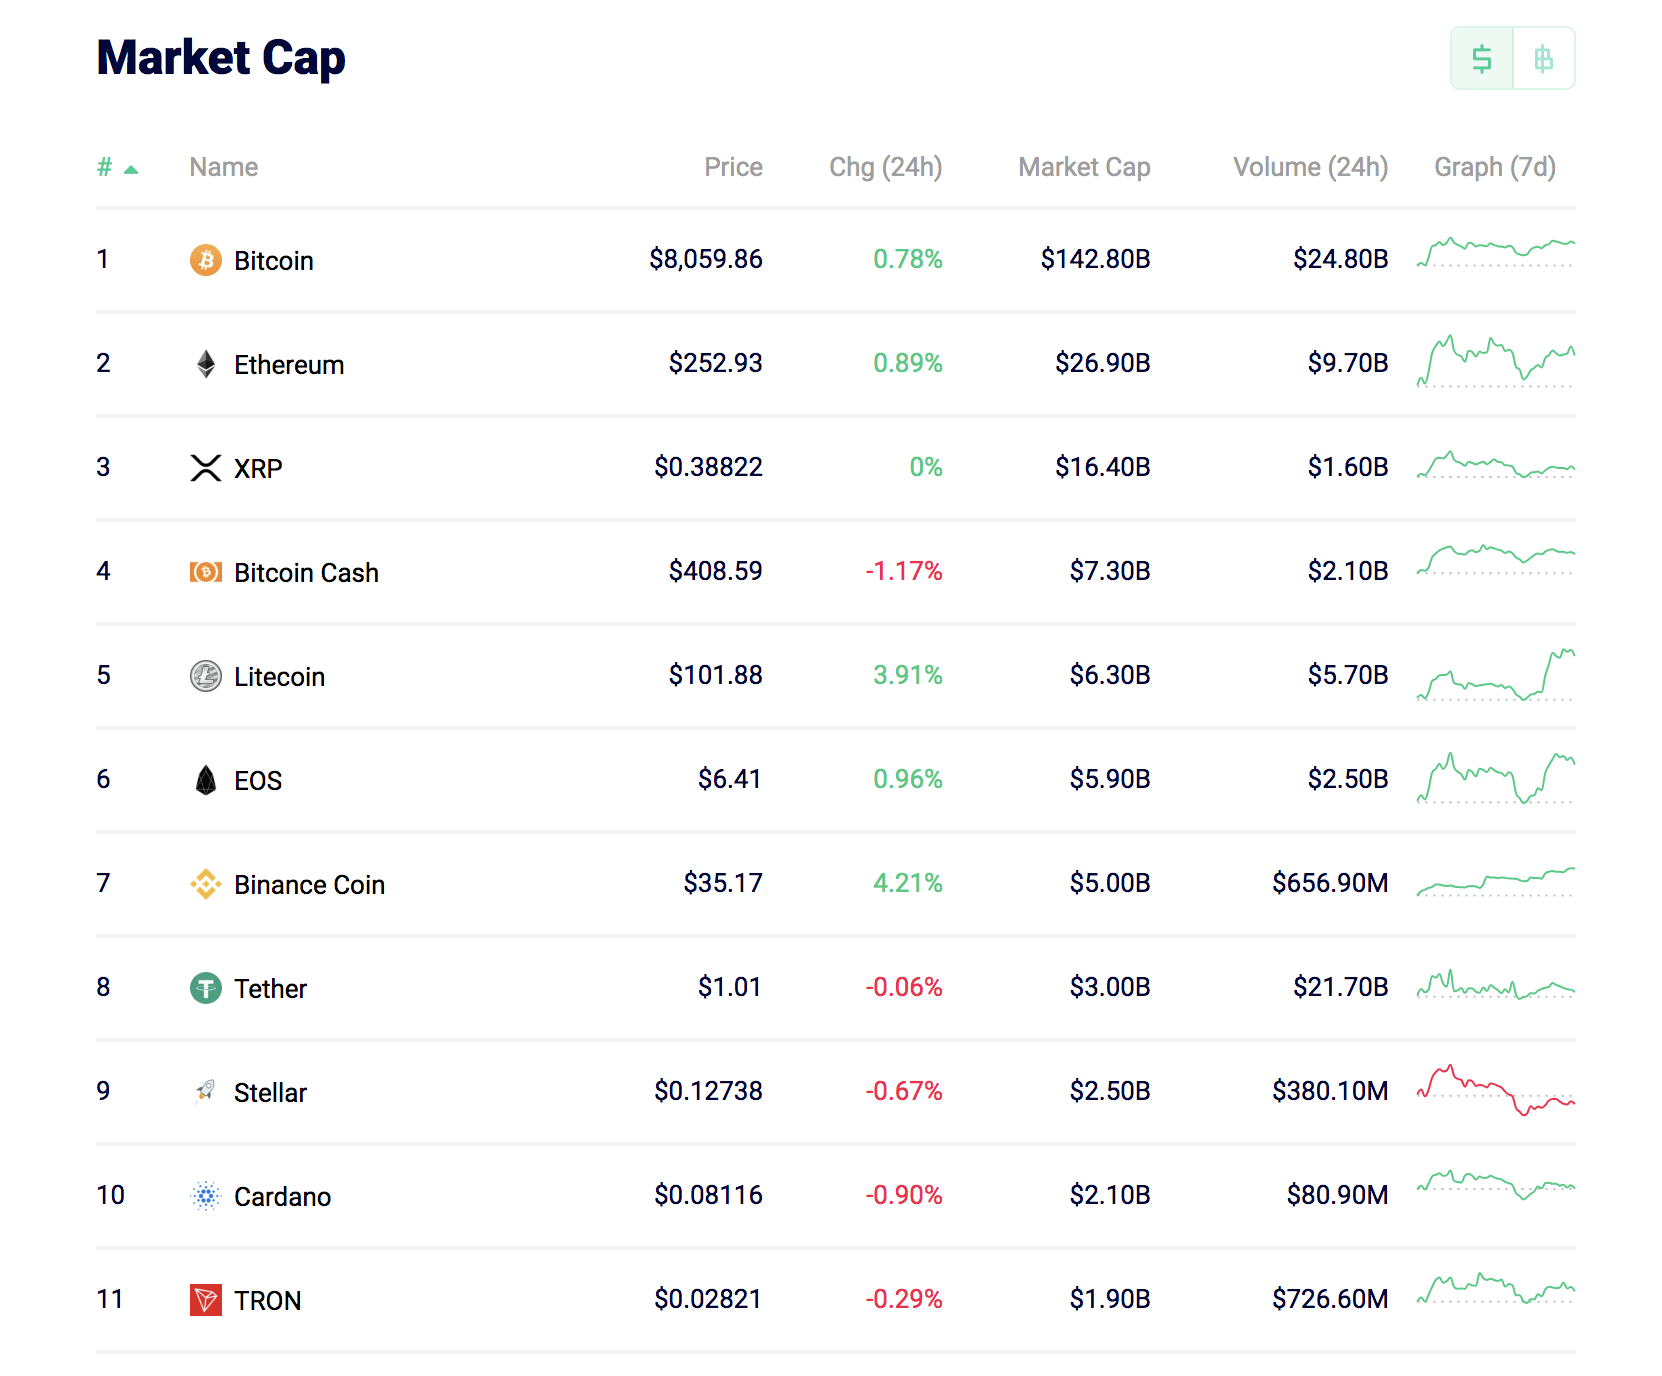 Market Cap
# Name Price Chg (24h) Market Cap Volume (24h) Graph (7d)
1 Bitcoin $8,059.86 0.78% $142.80B $24.80B
2 Ethereum $252.93 0.89% $26.90B $9.70B
3 XRP $0.38822 0% $16.40B $1.60B
4 Bitcoin Cash $408.59 -1.17% $7.30B $2.10B
5 Litecoin $101.88 3.91% $6.30B $5.70B
6 EOS $6.41 0.96% $5.90B $2.50B
7 Binance Coin $35.17 4.21% $5.00B $656.90M
8 Tether $1.01 -0.06% $3.00B $21.70B
9 Stellar $0.12738 -0.67% $2.50B $380.10M
10 Cardano $0.08116 -0.90% $2.10B $80.90M
11 TRON $0.02821 -0.29% $1.90B $726.60M